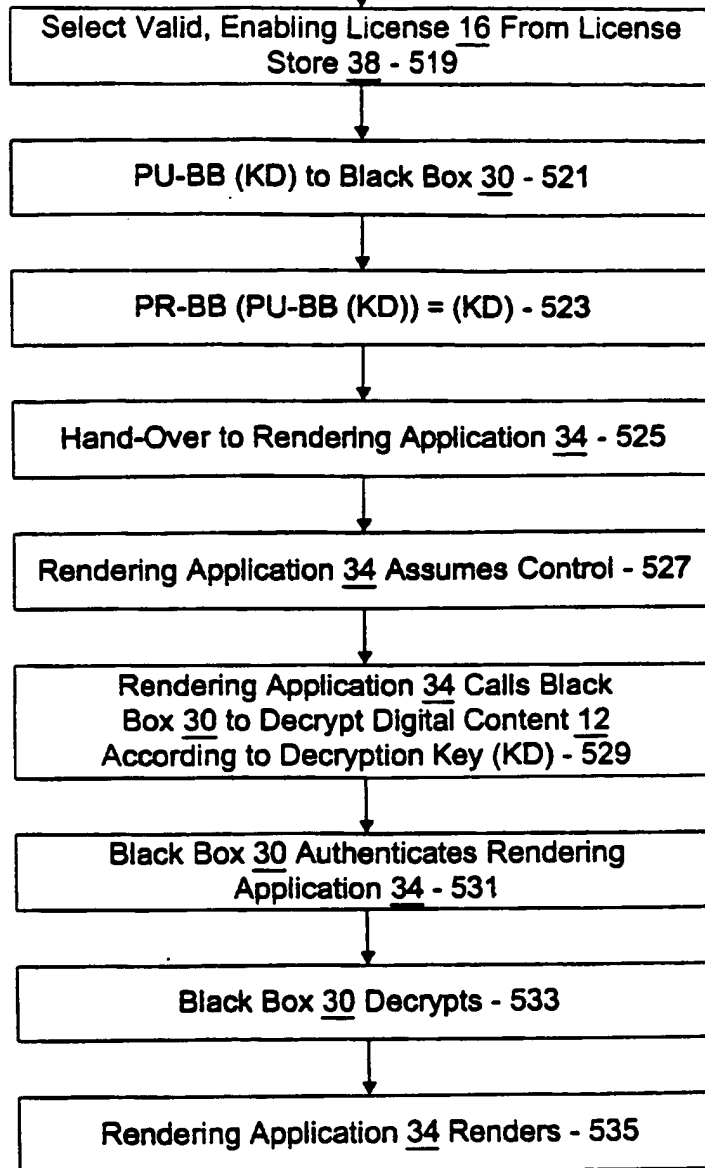 Select Valid, Enabling License 16 From License
Store 38 - 519
PU-BB (KD) to Black Box 30 - 521
PR-BB (PU-BB (KD)) = (KD) - 523
Hand-Over to Rendering Application 34 - 525
Rendering Application 34 Assumes Control - 527
Rendering Application 34 Calls Black
Box 30 to Decrypt Digital Content 12
According to Decryption Key (KD) - 529
Black Box 30 Authenticates Rendering
Application 34 - 531
Black Box 30 Decrypts - 533
Rendering Application 34 Renders - 535